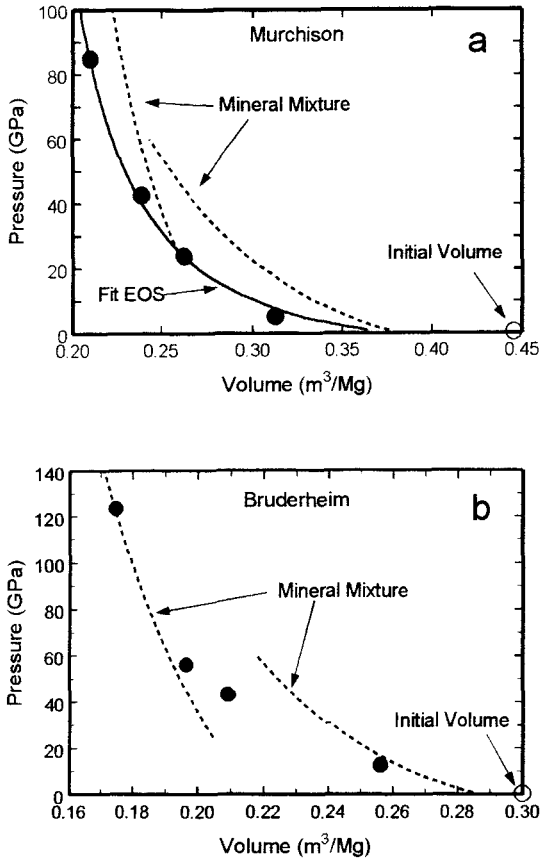 Murchison
a
Mineral Mixture
Initial Volume
Fit EOS
Pressure (GPa)
100
80
60
40
20
0
0.20 0.25 0.30 0.35 0.40 0.45
Volume (m³/Mg)
Bruderheim
b
Mineral Mixture
Initial Volume
Pressure (GPa)
140
120
100
80
60
40
20
0
0.16 0.18 0.20 0.22 0.24 0.26 0.28 0.30
Volume (m³/Mg)